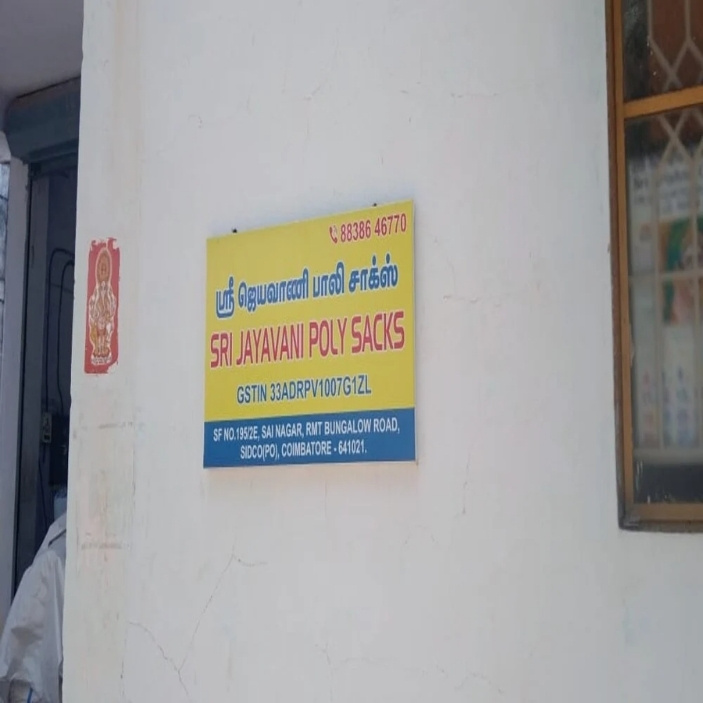 88386 46770
ஸ்ரீ ஜெயவாணி பாலி சாக்ஸ்
SRI JAYAVANI POLY SACKS
GSTIN 33ADRPV1007G1ZL
SF NO.195/2E, SAI NAGAR, RMT BUNGALOW ROAD,
SIDCO(PO), COIMBATORE - 641021.